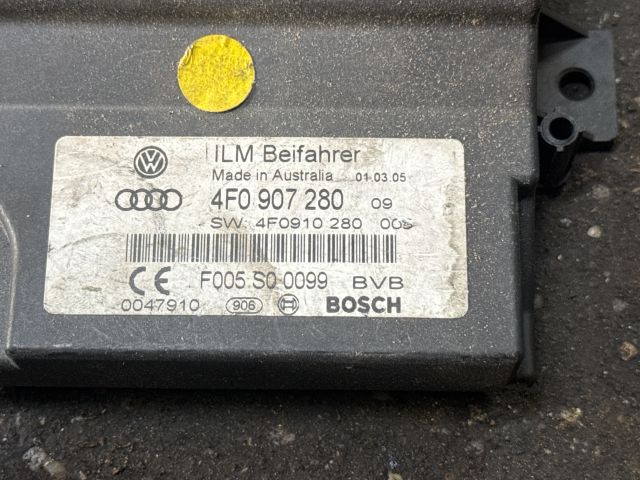 ILM Beifahrer
Made in Australia 01.03.05
4F0 907 280 09
SW: 4F0910 280 005
CE F005 S0 0099 BVB
0047910 906 BOSCH